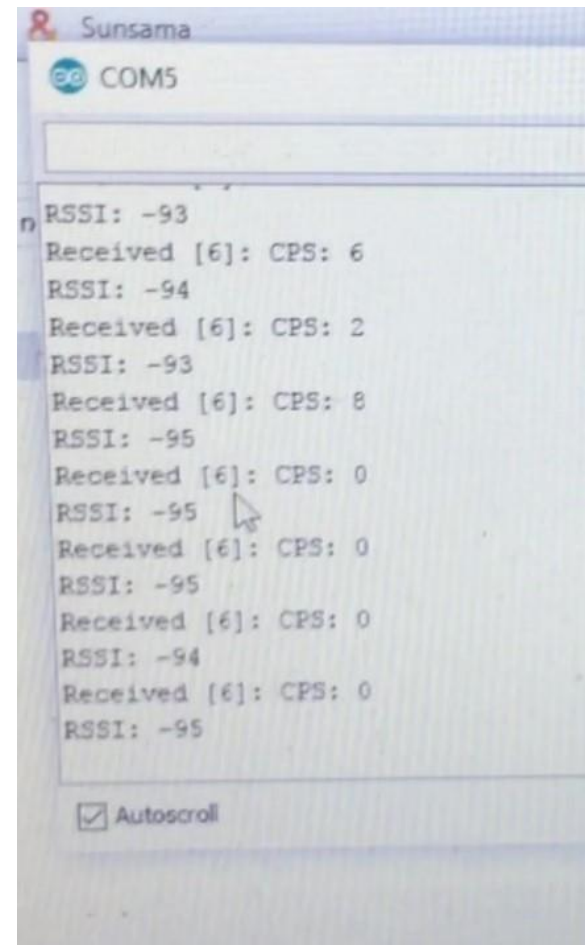 Sunsama
COM5
RSSI: -93
Received [6]: CPS: 6
RSSI: -94
Received [6]: CPS: 2
RSSI: -93
Received [6]: CPS: 8
RSSI: -95
Received [6]: CPS: 0
RSSI: -95
Received [6]: CPS: 0
RSSI: -95
Received [6]: CPS: 0
RSSI: -94
Received [6]: CPS: 0
RSSI: -95
Autoscroll